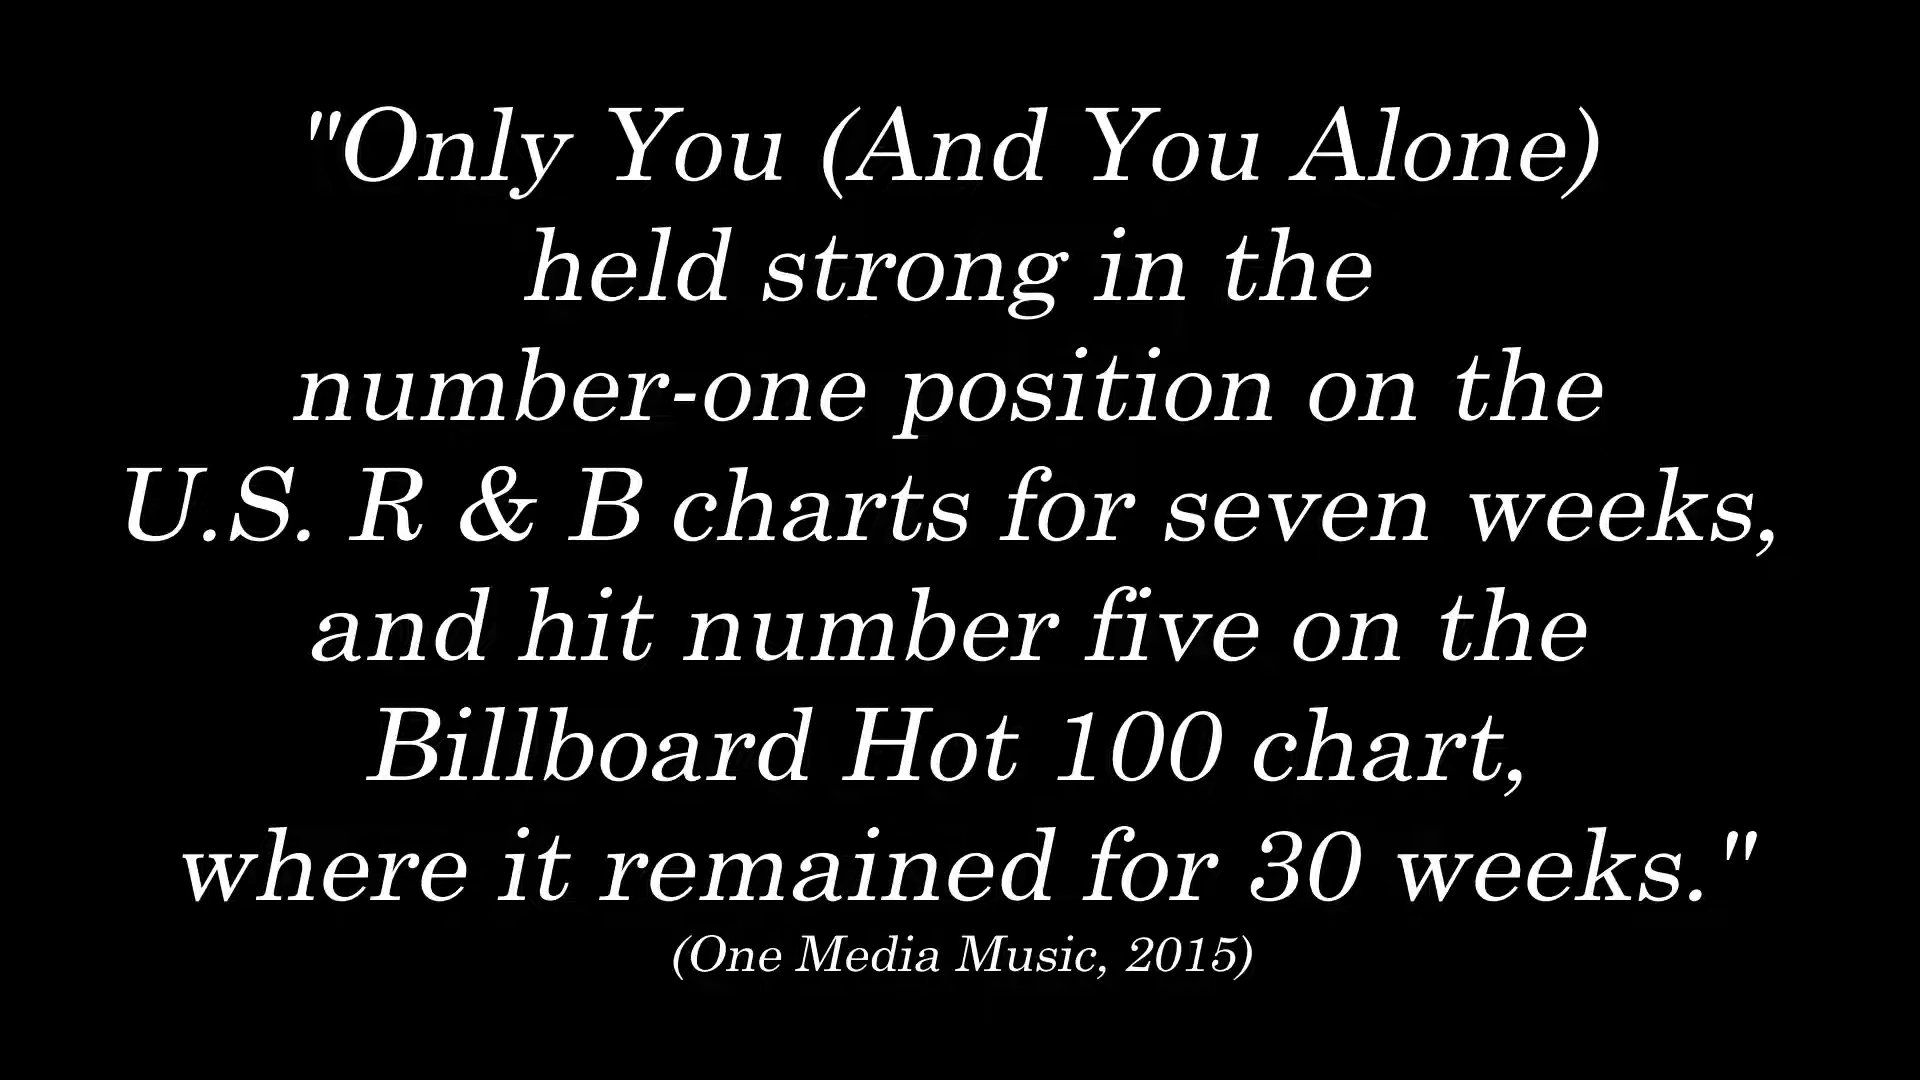 "Only You (And You Alone)
held strong in the
number-one position on the
U.S. R & B charts for seven weeks,
and hit number five on the
Billboard Hot 100 chart,
where it remained for 30 weeks."
(One Media Music, 2015)